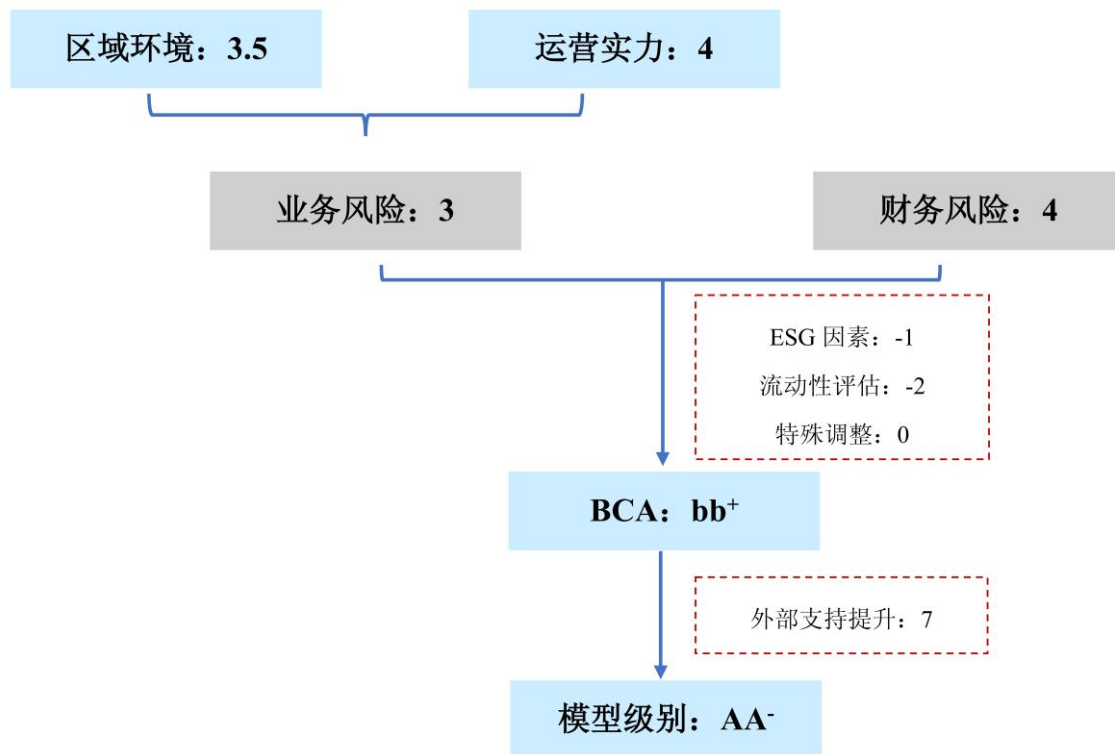 区域环境：3.5
运营实力：4
业务风险：3
财务风险：4
ESG 因素：-1
流动性评估：-2
特殊调整：0
BCA：bb⁺
外部支持提升：7
模型级别：AA⁻